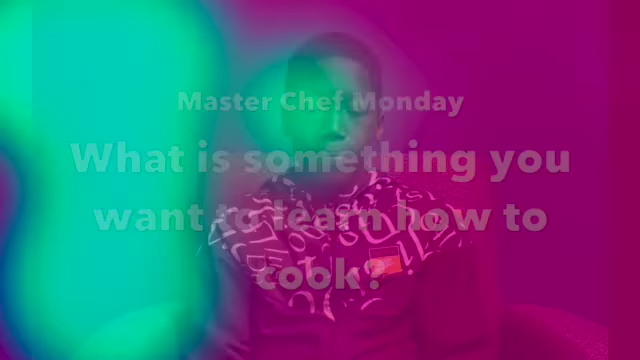 Master Chef Monday
What is something you
want to learn how to
cook?